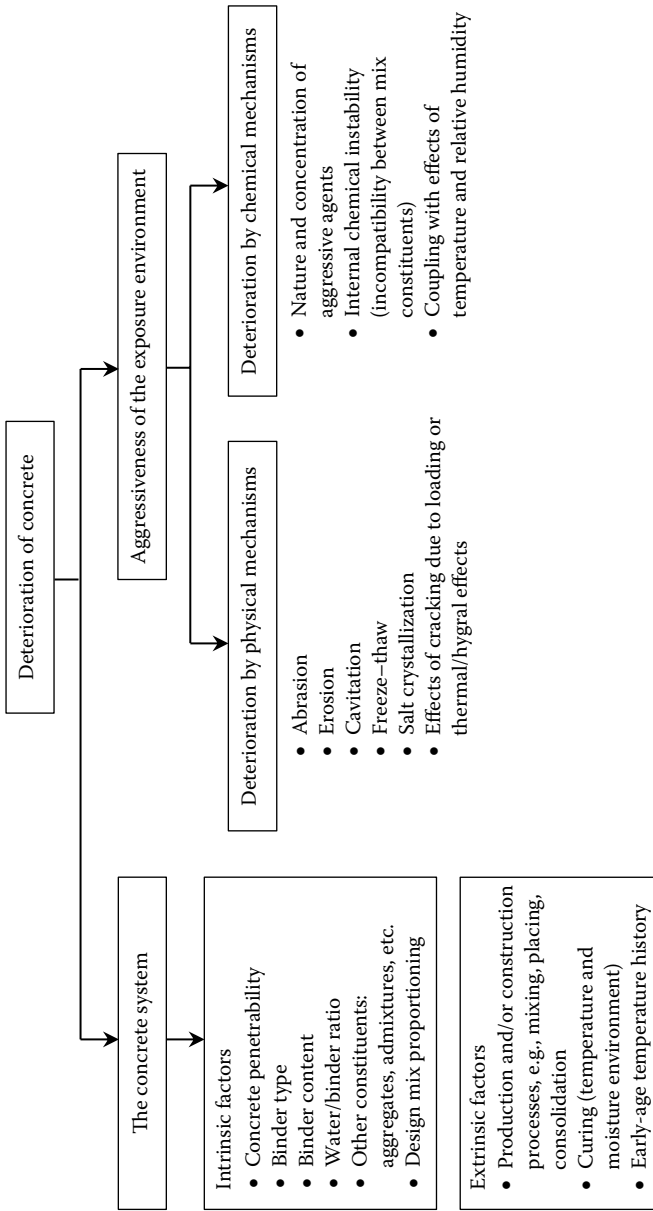 Deterioration of concrete
The concrete system
Intrinsic factors
• Concrete penetrability
• Binder type
• Binder content
• Water/binder ratio
• Other constituents:
aggregates, admixtures, etc.
• Design mix proportioning
Extrinsic factors
• Production and/or construction
processes, e.g., mixing, placing,
consolidation
• Curing (temperature and
moisture environment)
• Early-age temperature history
Aggressiveness of the exposure environment
Deterioration by physical mechanisms
• Abrasion
• Erosion
• Cavitation
• Freeze–thaw
• Salt crystallization
• Effects of cracking due to loading or
thermal/hygral effects
Deterioration by chemical mechanisms
• Nature and concentration of
aggressive agents
• Internal chemical instability
(incompatibility between mix
constituents)
• Coupling with effects of
temperature and relative humidity